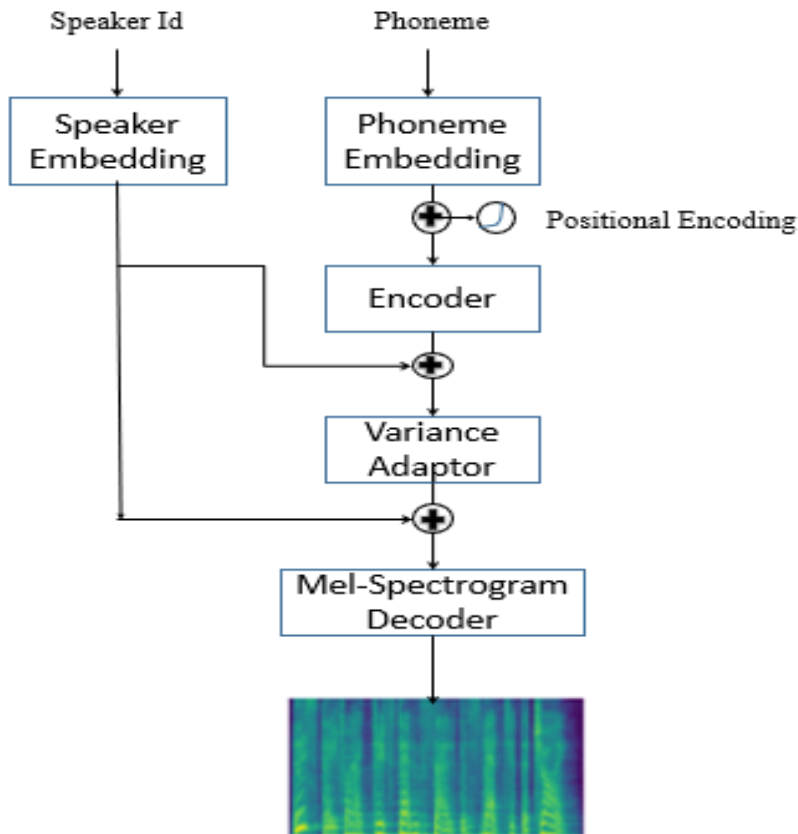 Speaker Id
Phoneme
Speaker
Embedding
Phoneme
Embedding
Positional Encoding
Encoder
Variance
Adaptor
Mel-Spectrogram
Decoder